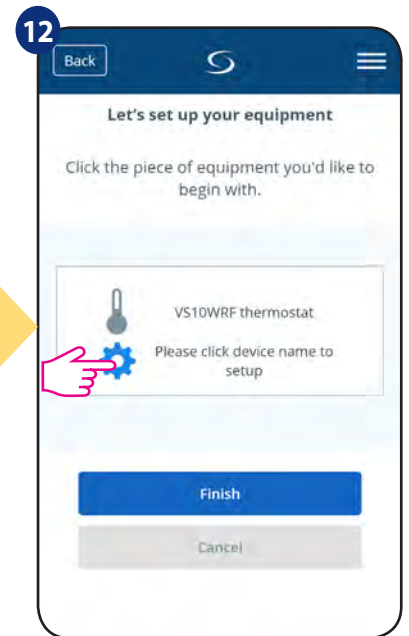 12
Back
Let's set up your equipment
Click the piece of equipment you'd like to
begin with.
VS10WRF thermostat
Please click device name to
setup
Finish
Cancel